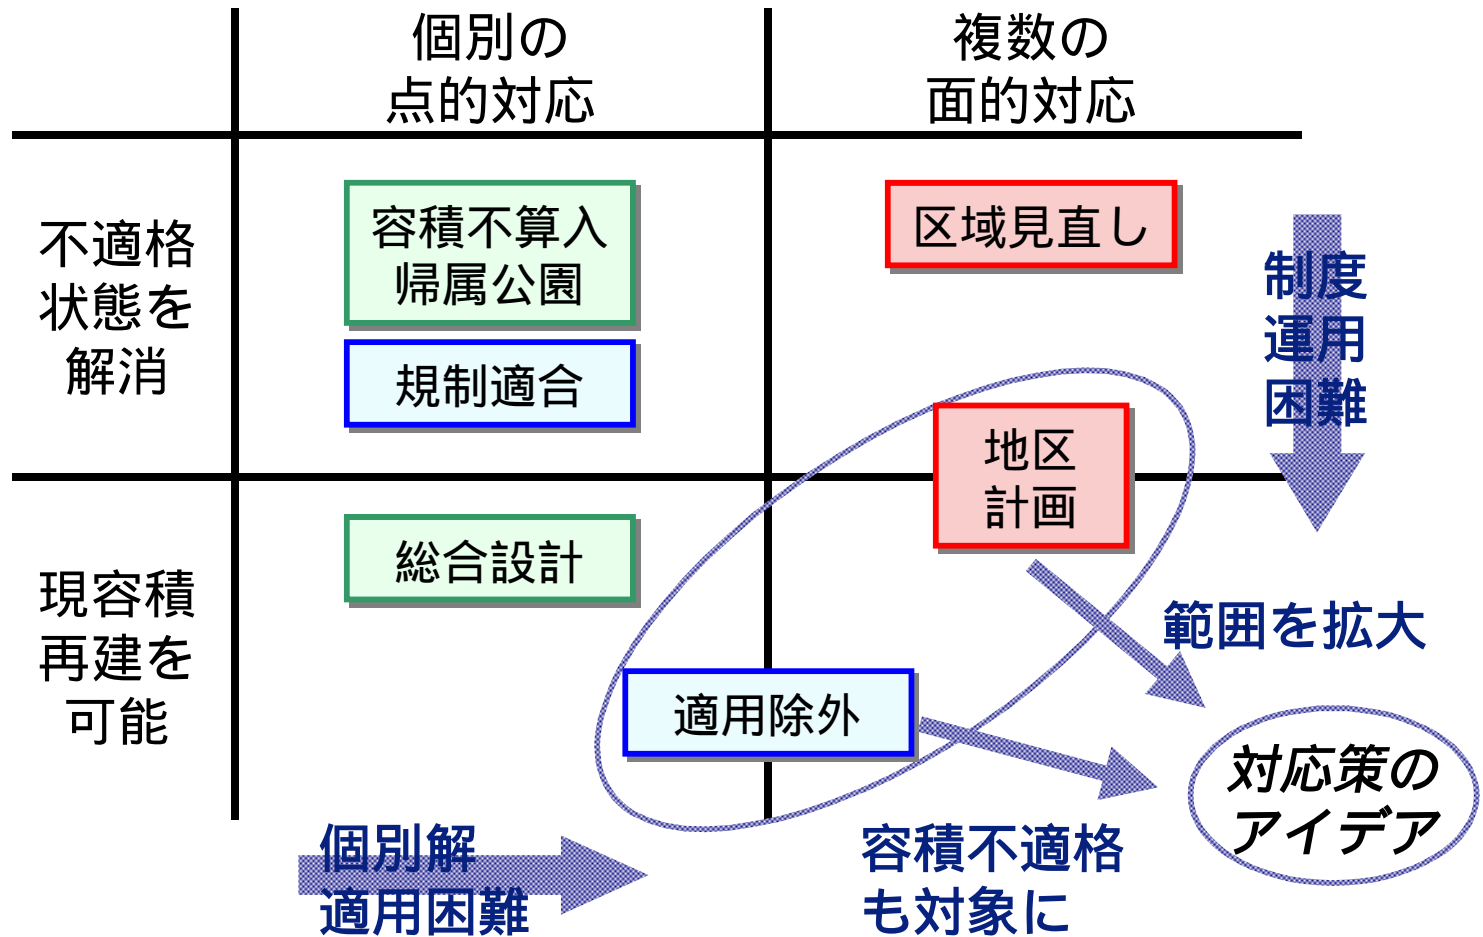 個別の
点的対応
複数の
面的対応
不適格
状態を
解消
容積不算入
帰属公園
規制適合
区域見直し
制度
運用
困難
地区
計画
現容積
再建を
可能
総合設計
適用除外
範囲を拡大
対応策の
アイデア
個別解
適用困難
容積不適格
も対象に